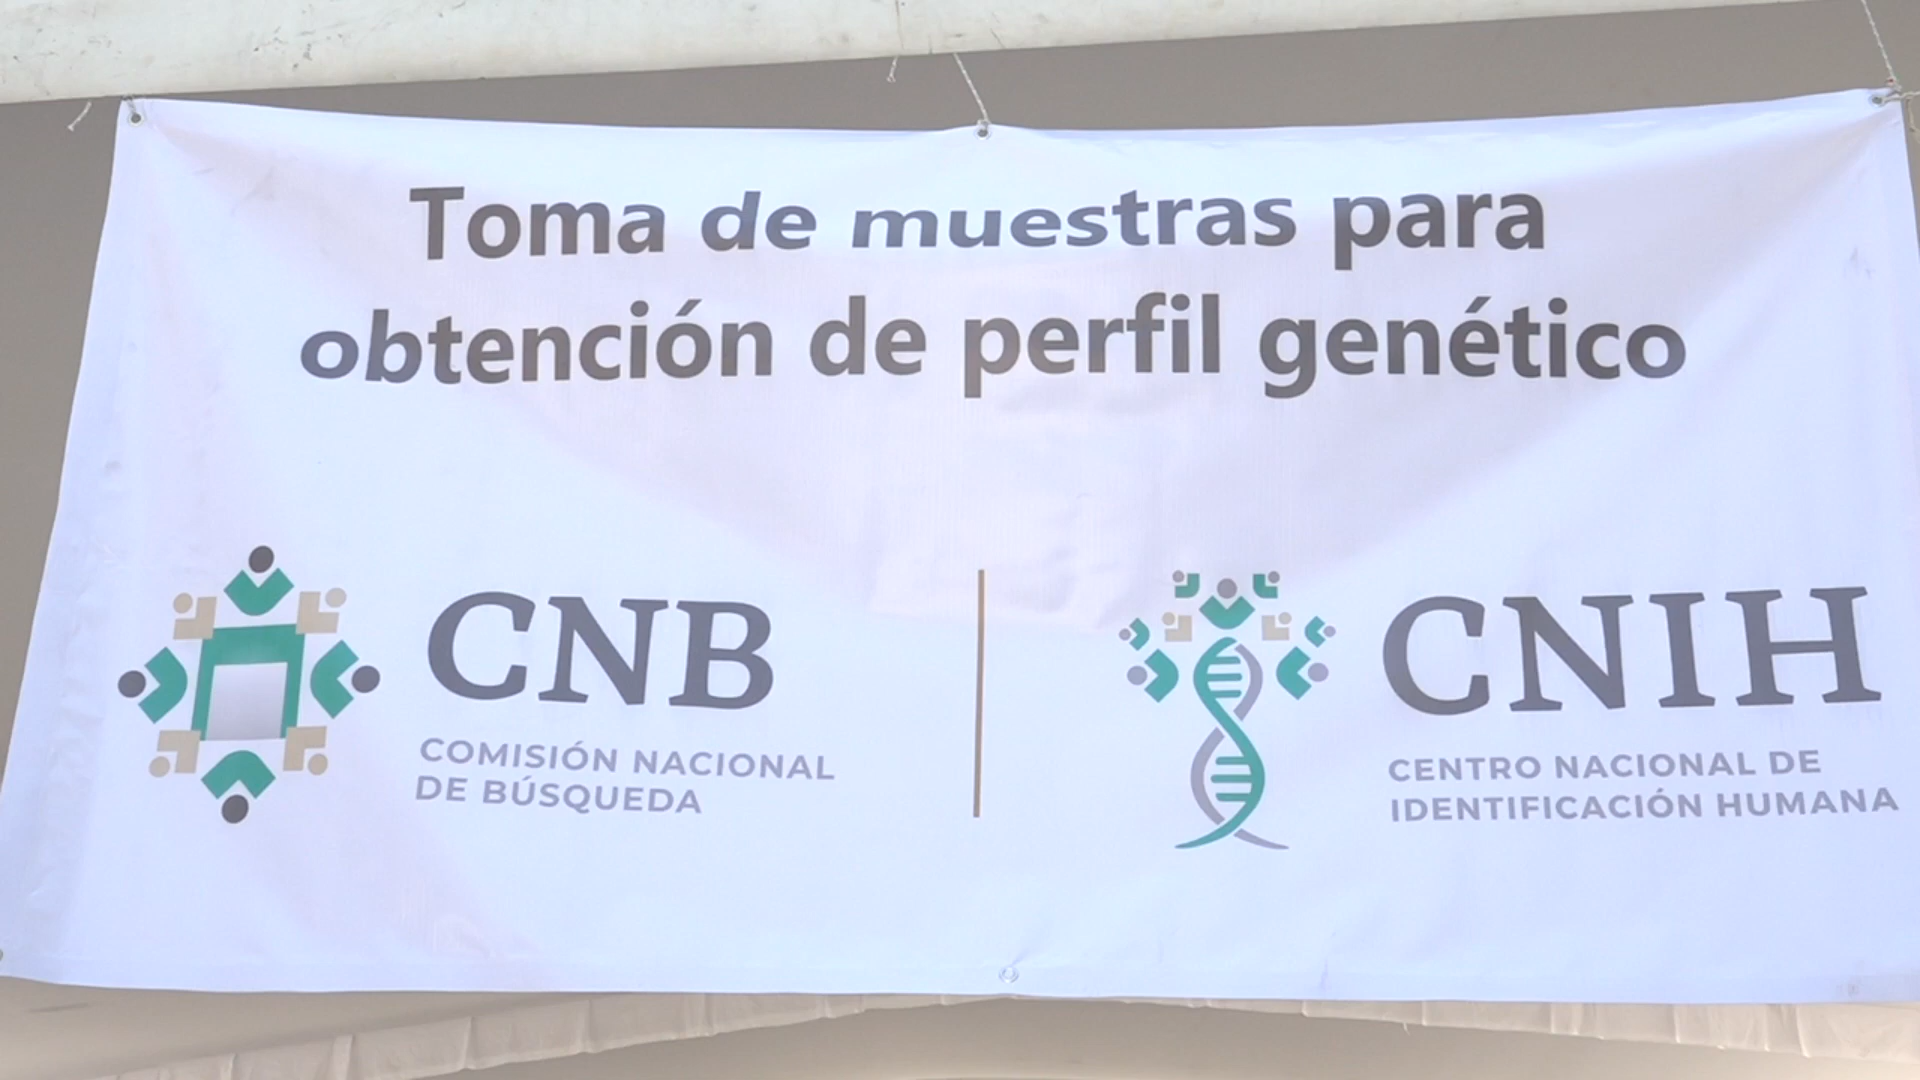 Toma de muestras para
obtención de perfil genético
CNB
COMISIÓN NACIONAL
DE BÚSQUEDA
CNIH
CENTRO NACIONAL DE
IDENTIFICACIÓN HUMANA